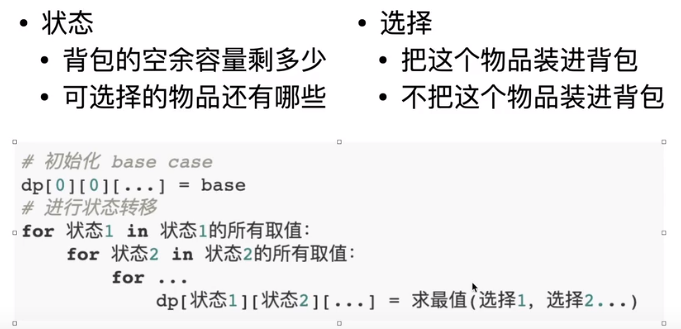 • 状态
• 背包的空余容量剩多少
• 可选择的物品还有哪些
• 选择
• 把这个物品装进背包
• 不把这个物品装进背包
# 初始化 base case
dp[0][0][...] = base
# 进行状态转移
for 状态1 in 状态1的所有取值：
    for 状态2 in 状态2的所有取值：
        for ...
            dp[状态1][状态2][...] = 求最值(选择1, 选择2...)